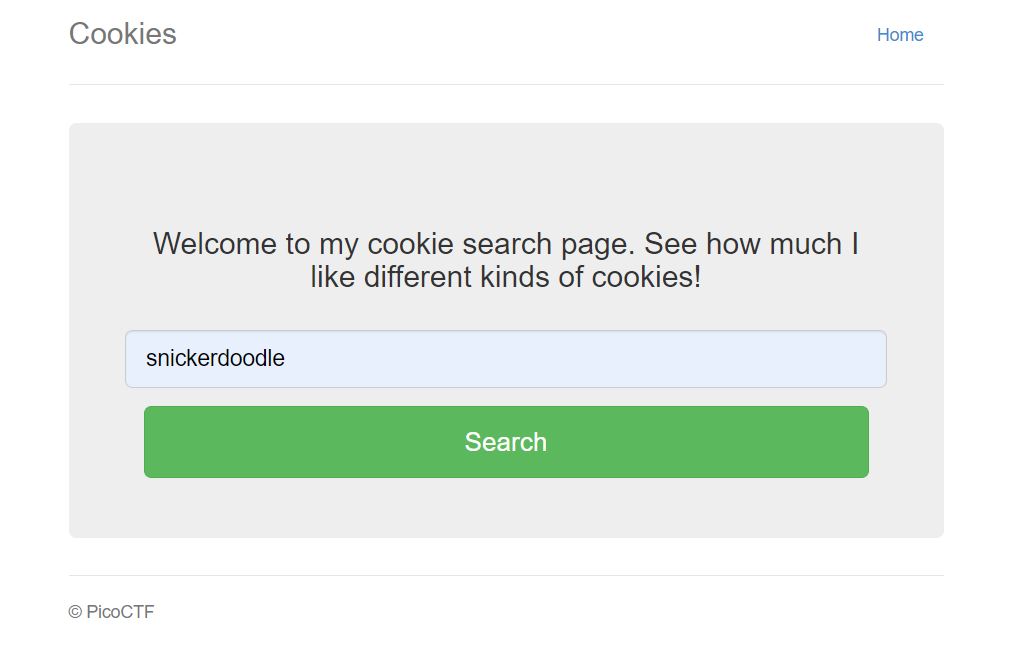 Cookies
Home
Welcome to my cookie search page. See how much I
like different kinds of cookies!
snickerdoodle
Search
© PicoCTF